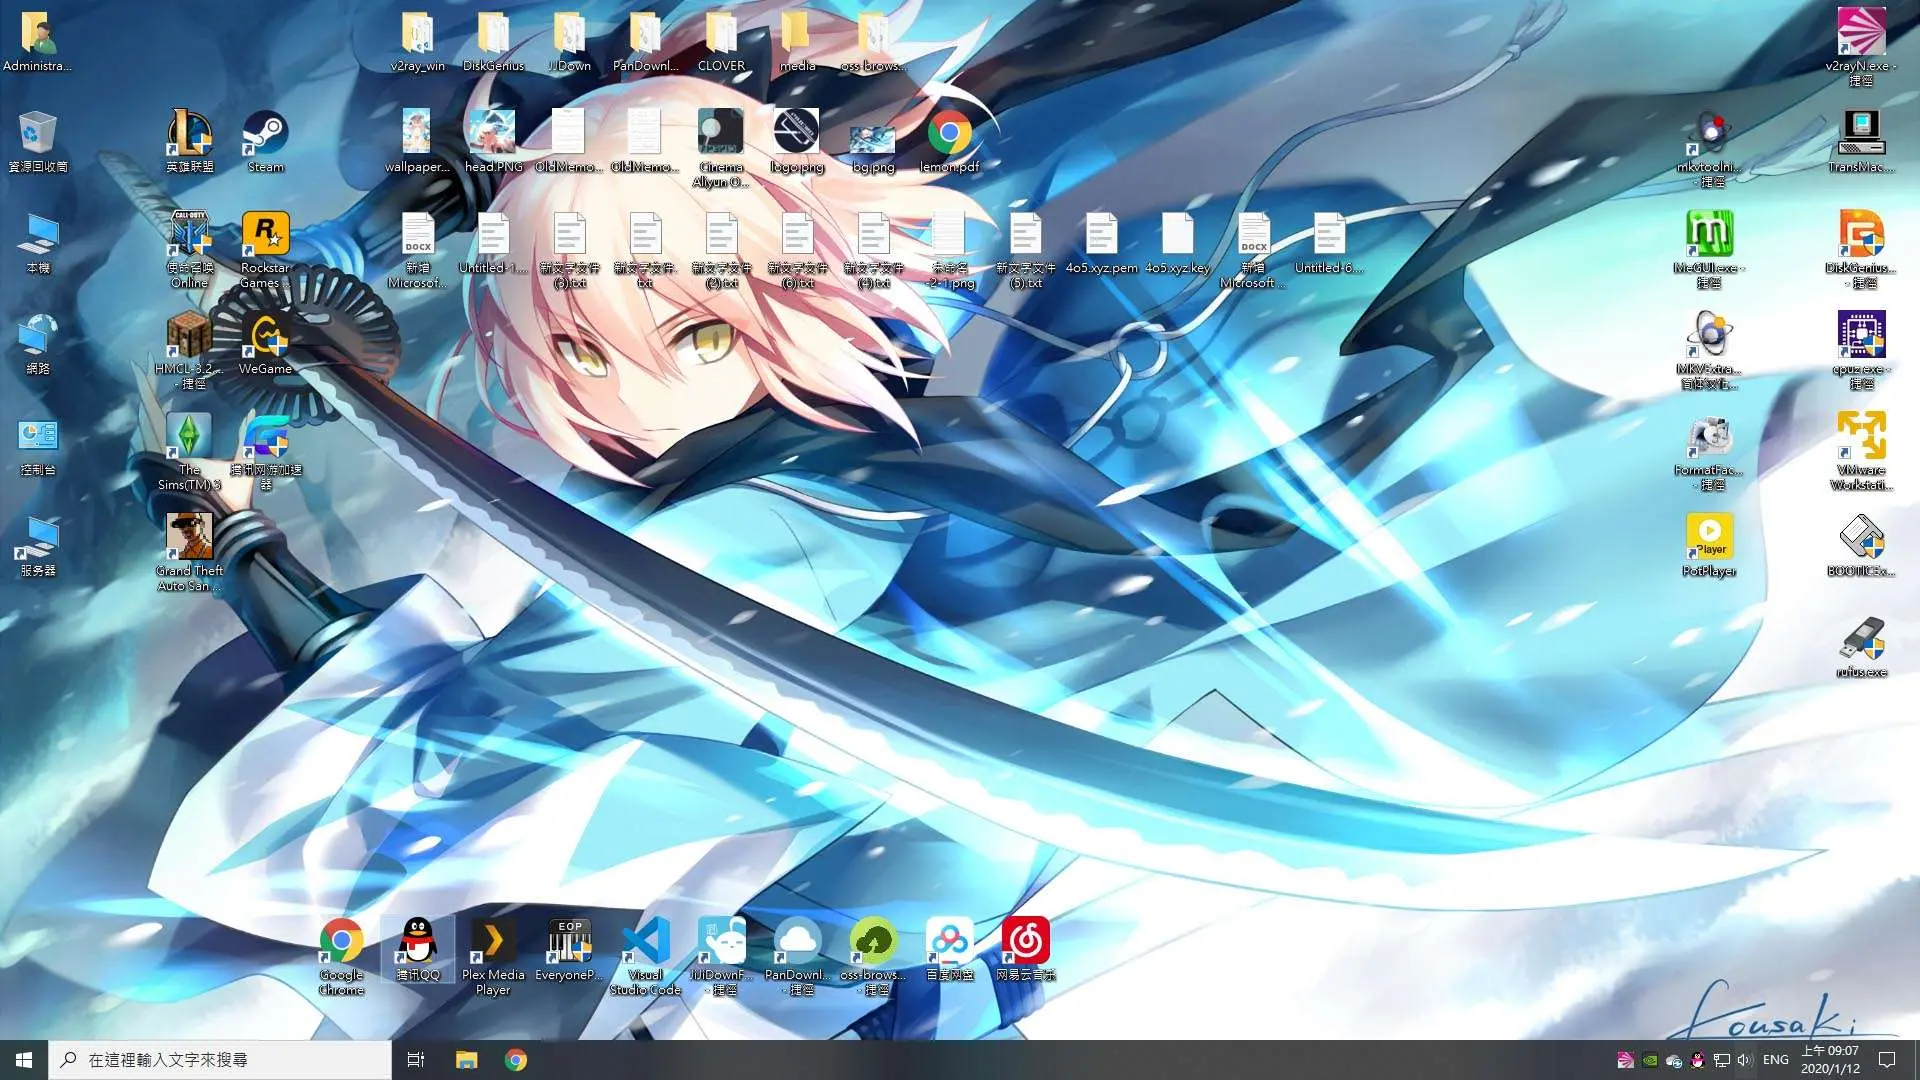 Administra...
v2ray_win
DiskGenius
JJDown
PanDownl...
CLOVER
media
oss-brows...
v2rayN.exe -
捷徑
資源回收筒
英雄联盟
Steam
wallpaper...
head.PNG
OldMemo...
OldMemo...
Cinema
Aliyun O...
logo.png
bg.png
lemon.pdf
mkvtoolni...
- 捷徑
TransMac...
CALL OF DUTY
本機
使命召唤
Online
Rockstar
Games ...
DOCX
新增
Microsoft...
Untitled-1....
新文字文件
(3).txt
新文字文件.
txt
新文字文件
(2).txt
新文字文件
(6).txt
新文字文件
(4).txt
未命名
-2-1.png
新文字文件
(5).txt
4o5.xyz.pem
4o5.xyz.key
DOCX
新增
Microsoft ...
Untitled-6....
MeGUI.exe -
捷徑
DiskGenius...
- 捷徑
網路
HMCL-3.2...
- 捷徑
WeGame
MKVExtra...
cpuz.exe -
捷徑
控制台
The
Sims(TM) 3
腾讯网游加速
器
FormatFac...
- 捷徑
VMware
Workstati...
服务器
Grand Theft
Auto San ...
Player
PotPlayer
BOOTICEx...
rufus.exe
Google
Chrome
腾讯QQ
Plex Media
Player
EOP
EveryoneP...
Visual
Studio Code
JiJiDownF...
- 捷徑
PanDownl...
- 捷徑
oss-brows...
- 捷徑
百度网盘
网易云音乐
Kousaki
在這裡輸入文字來搜尋
ENG
上午 09:07
2020/1/12